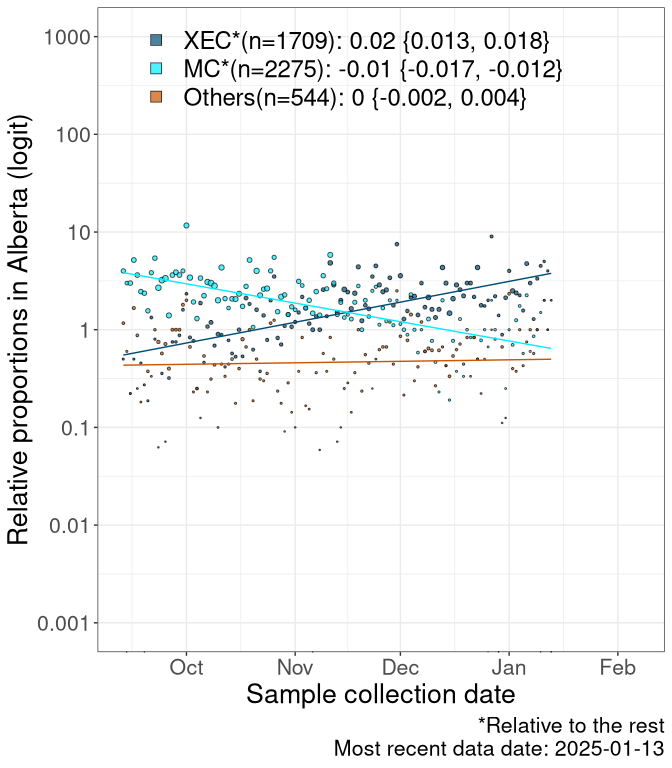 XEC*(n=1709): 0.02 {0.013, 0.018}
MC*(n=2275): -0.01 {-0.017, -0.012}
Others(n=544): 0 {-0.002, 0.004}
1000
100
10
1
0.1
0.01
0.001
Relative proportions in Alberta (logit)
Oct Nov Dec Jan Feb
Sample collection date
*Relative to the rest
Most recent data date: 2025-01-13